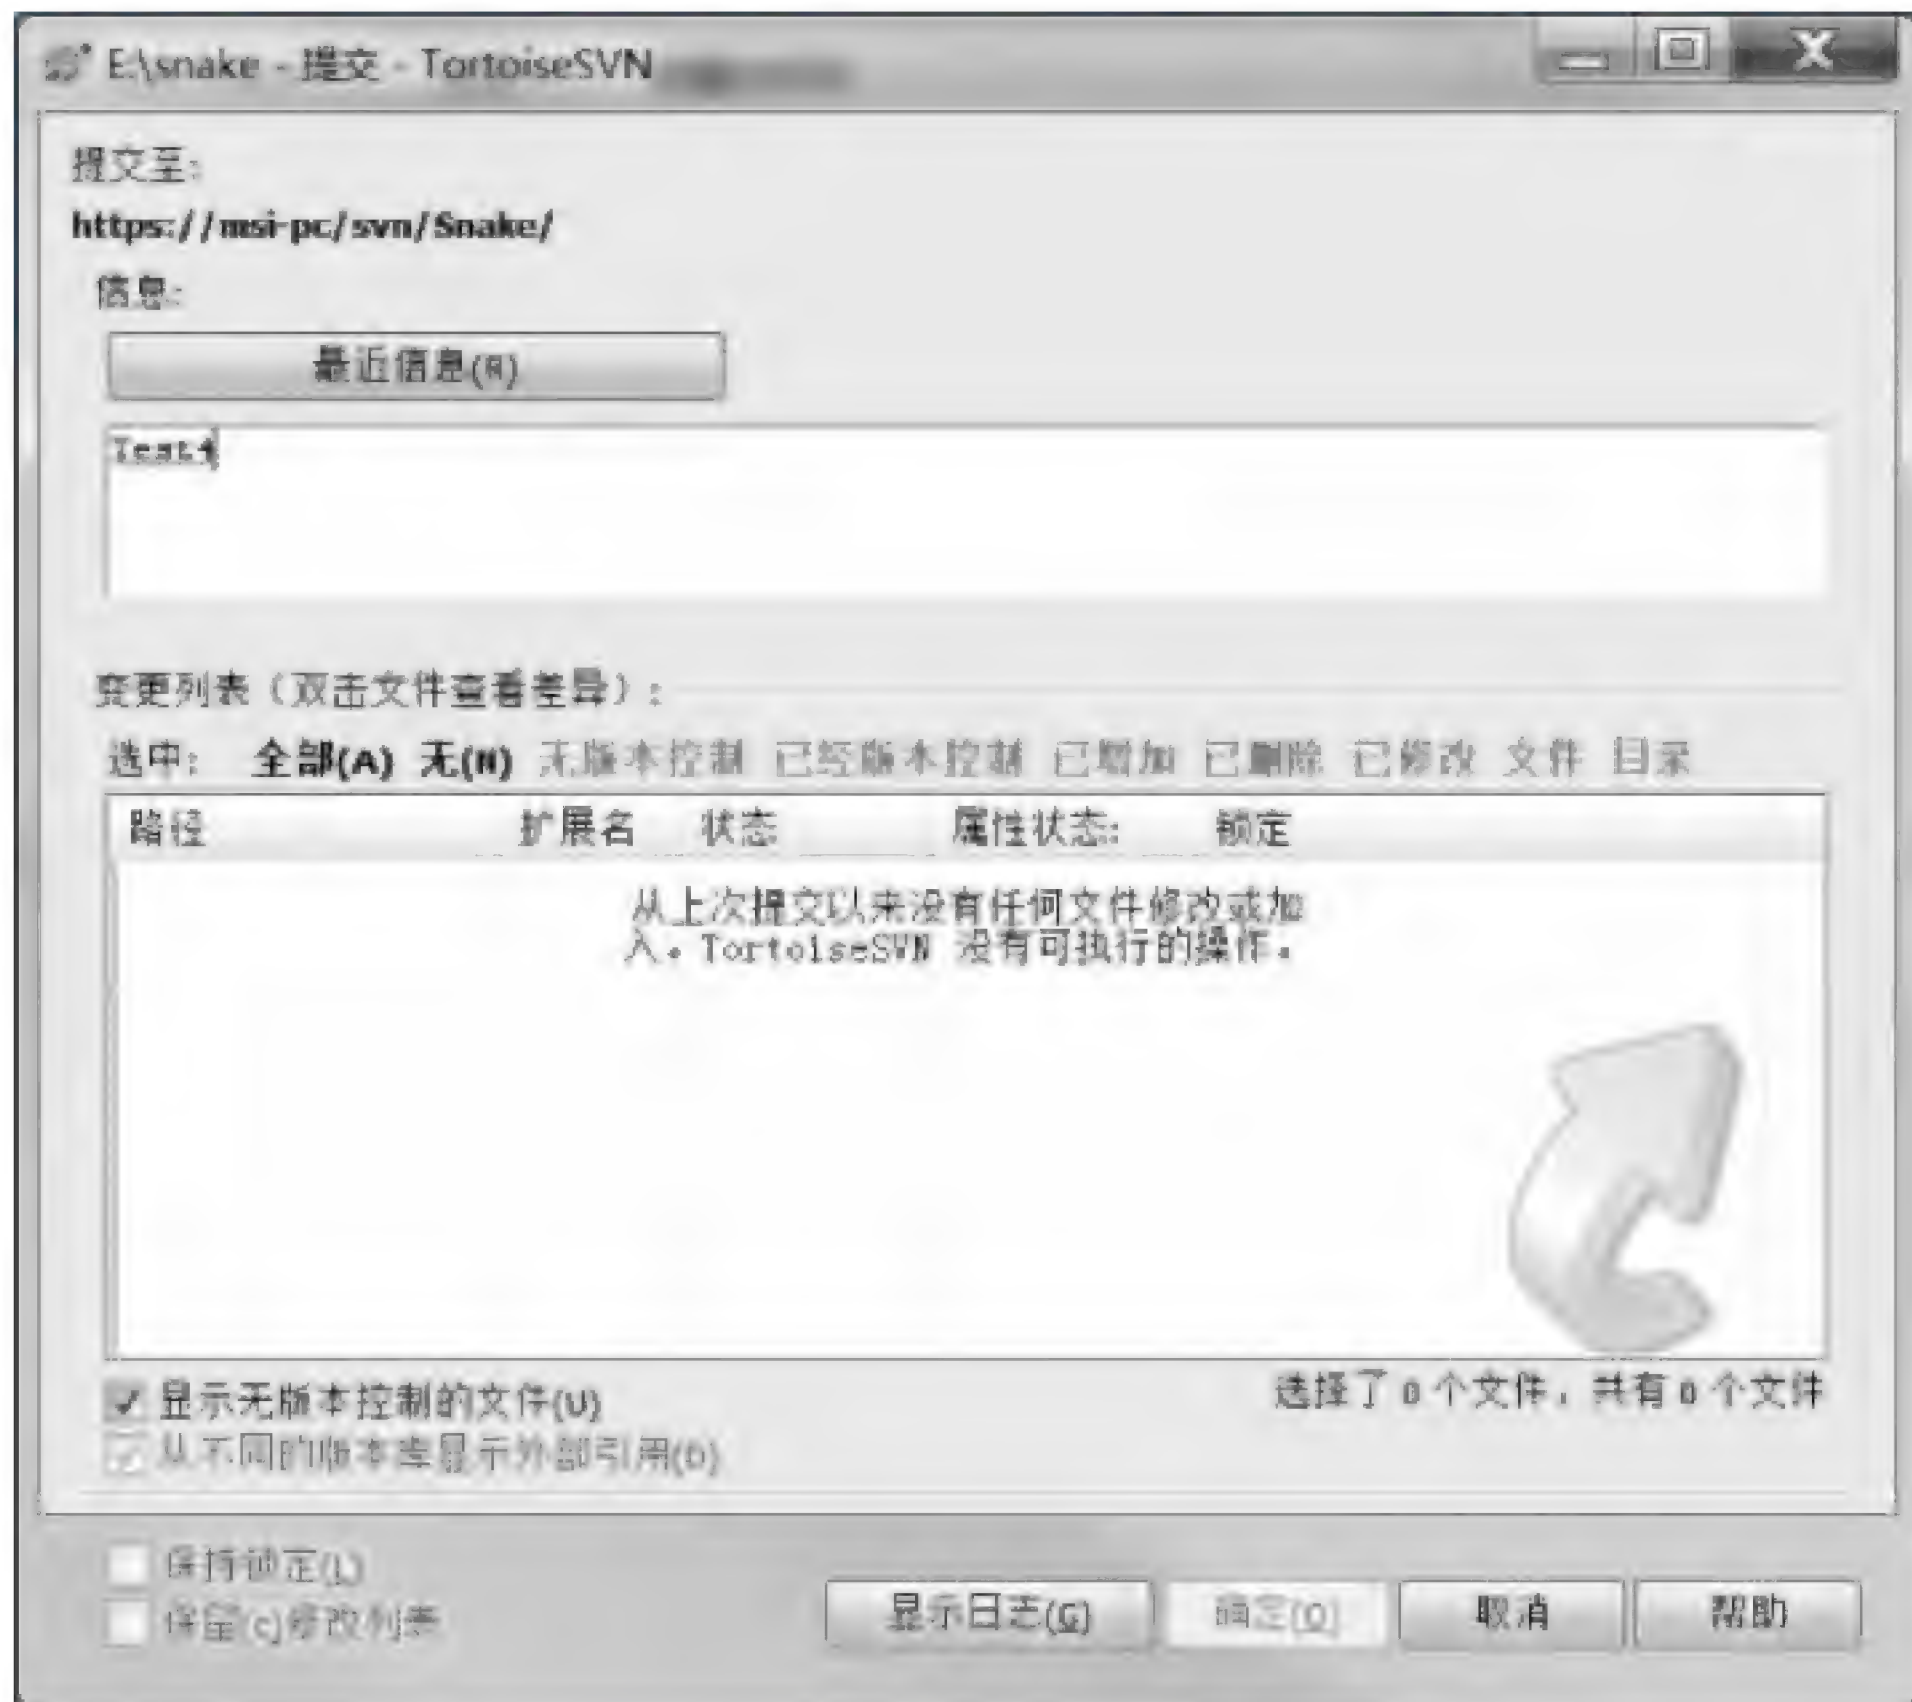 E:\snake - 提交 - TortoiseSVN
提交至:
https://msi-pc/svn/Snake/
信息:
最近信息(R)
Test4
变更列表（双击文件查看差异）:
选中: 全部(A) 无(N) 无版本控制 已经版本控制 已增加 已删除 已修改 文件 目录
路径 扩展名 状态 属性状态: 锁定
从上次提交以来没有任何文件修改或加
入。TortoiseSVN 没有可执行的操作。
显示无版本控制的文件(U)
选择了 0 个文件，共有 0 个文件
从不同的版本库显示外部引用(D)
保持锁定(L)
保留(c)修改列表
显示日志(G) 确定(O) 取消 帮助